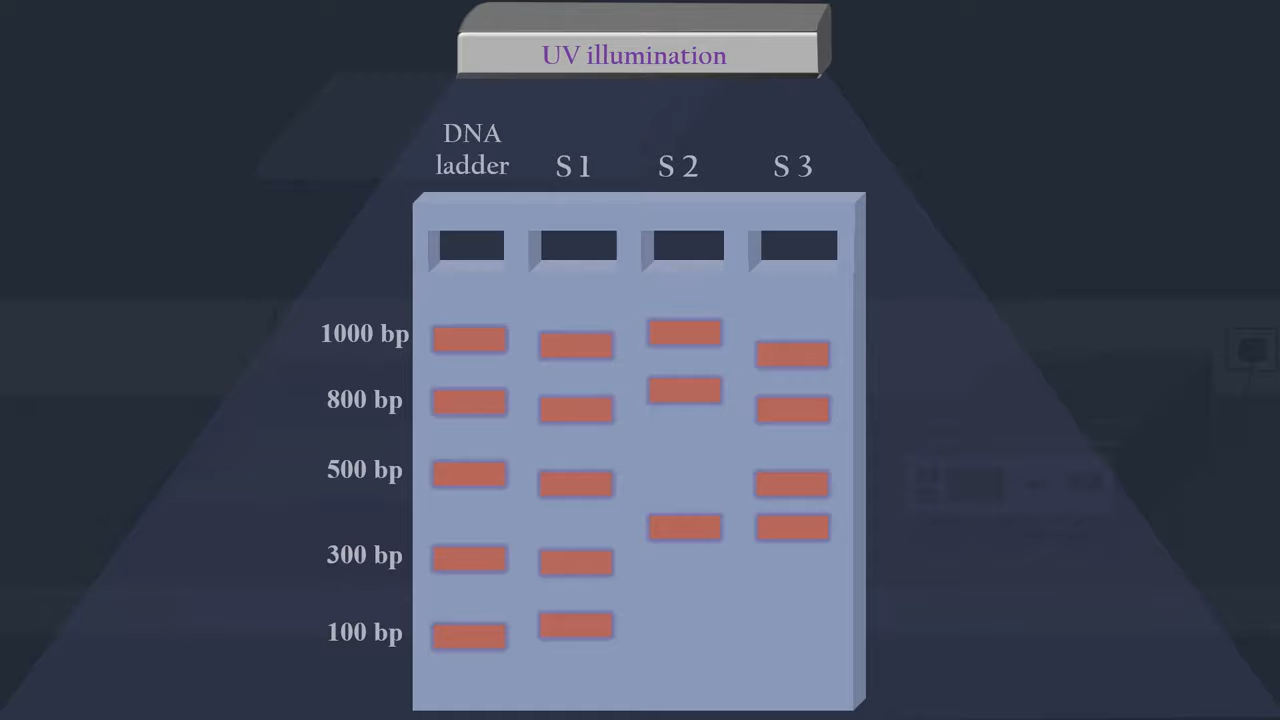 UV illumination
DNA
ladder
S 1
S 2
S 3
1000 bp
800 bp
500 bp
300 bp
100 bp